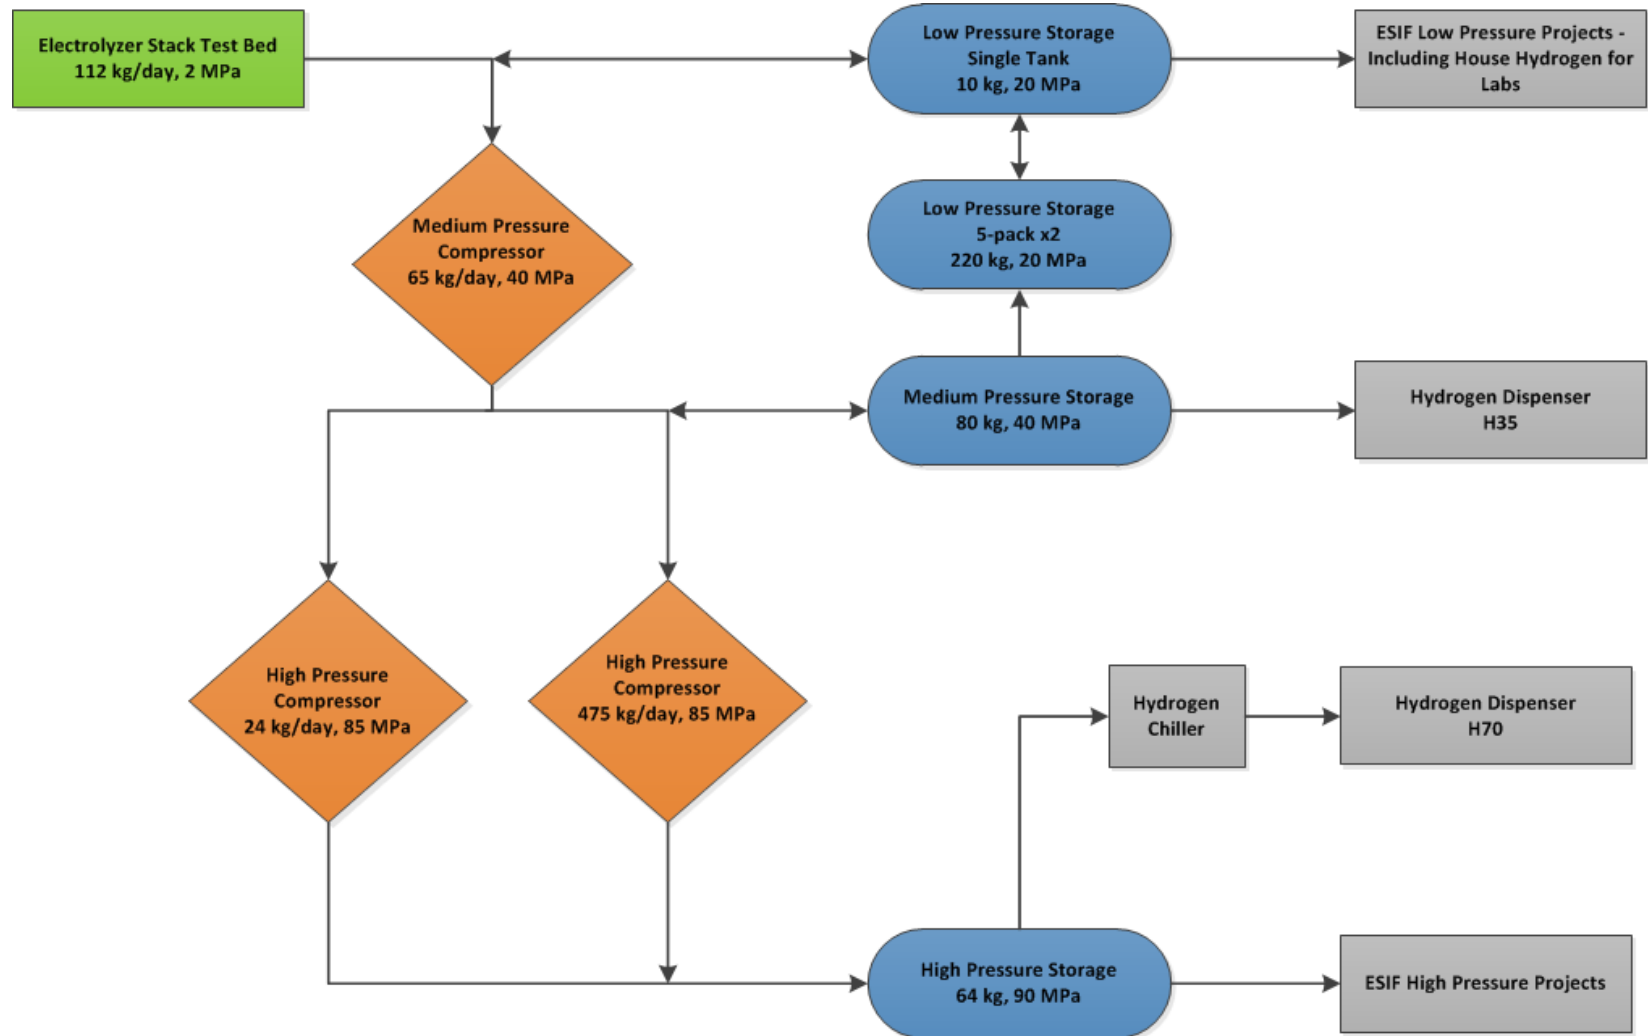 Electrolyzer Stack Test Bed
112 kg/day, 2 MPa
Low Pressure Storage
Single Tank
10 kg, 20 MPa
ESIF Low Pressure Projects -
Including House Hydrogen for
Labs
Medium Pressure
Compressor
65 kg/day, 40 MPa
Low Pressure Storage
5-pack x2
220 kg, 20 MPa
Medium Pressure Storage
80 kg, 40 MPa
Hydrogen Dispenser
H35
High Pressure
Compressor
24 kg/day, 85 MPa
High Pressure
Compressor
475 kg/day, 85 MPa
Hydrogen
Chiller
Hydrogen Dispenser
H70
High Pressure Storage
64 kg, 90 MPa
ESIF High Pressure Projects